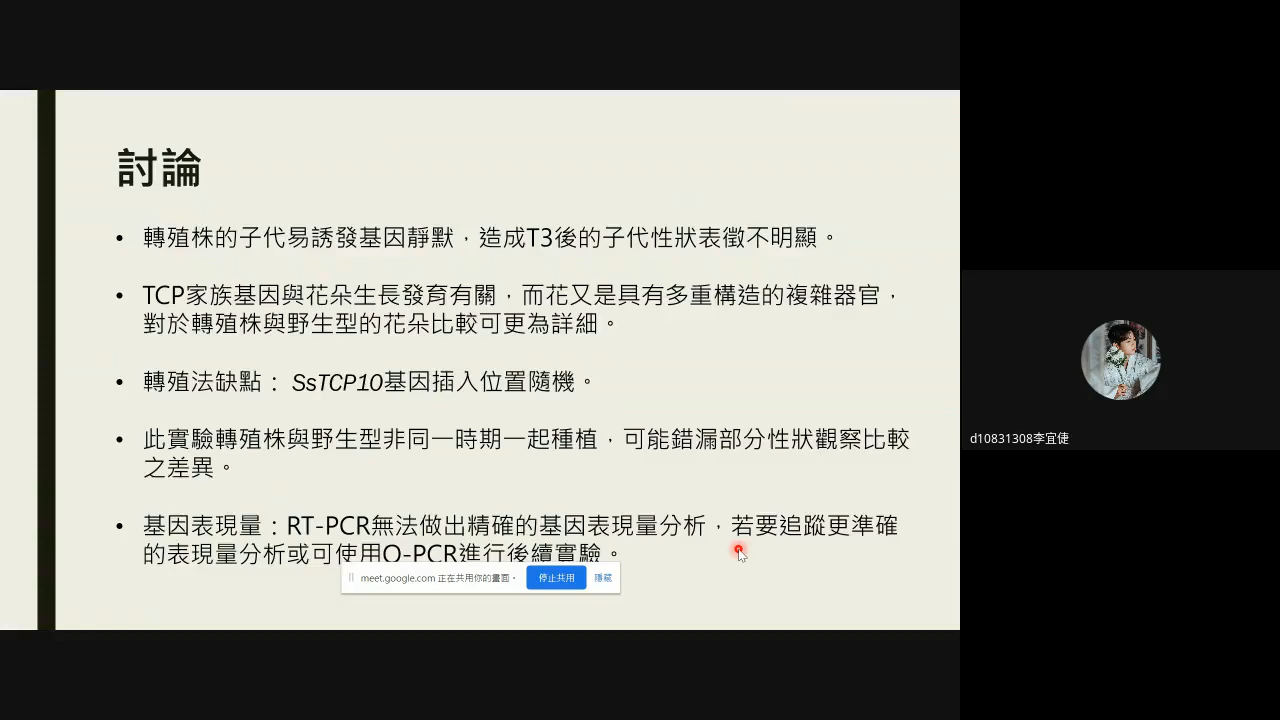 討論
• 轉殖株的子代易誘發基因靜默，造成T3後的子代性狀表徵不明顯。
• TCP家族基因與花朵生長發育有關，而花又是具有多重構造的複雜器官，
對於轉殖株與野生型的花朵比較可更為詳細。
• 轉殖法缺點： SsTCP10基因插入位置隨機。
• 此實驗轉殖株與野生型非同一時期一起種植，可能錯漏部分性狀觀察比較
之差異。
• 基因表現量：RT-PCR無法做出精確的基因表現量分析，若要追蹤更準確
的表現量分析或可使用Q-PCR進行後續實驗。
meet.google.com 正在共用你的畫面。 停止共用 隱藏
d10831308李宜倢